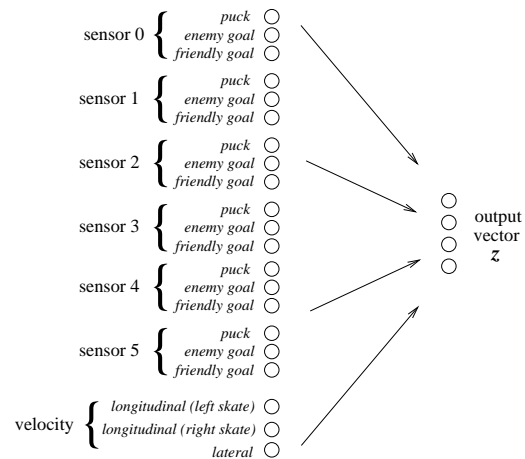 puck
sensor 0 enemy goal
friendly goal
puck
sensor 1 enemy goal
friendly goal
puck
sensor 2 enemy goal
friendly goal
puck
sensor 3 enemy goal
friendly goal
puck
sensor 4 enemy goal
friendly goal
puck
sensor 5 enemy goal
friendly goal
longitudinal (left skate)
velocity longitudinal (right skate)
lateral
output
vector
z